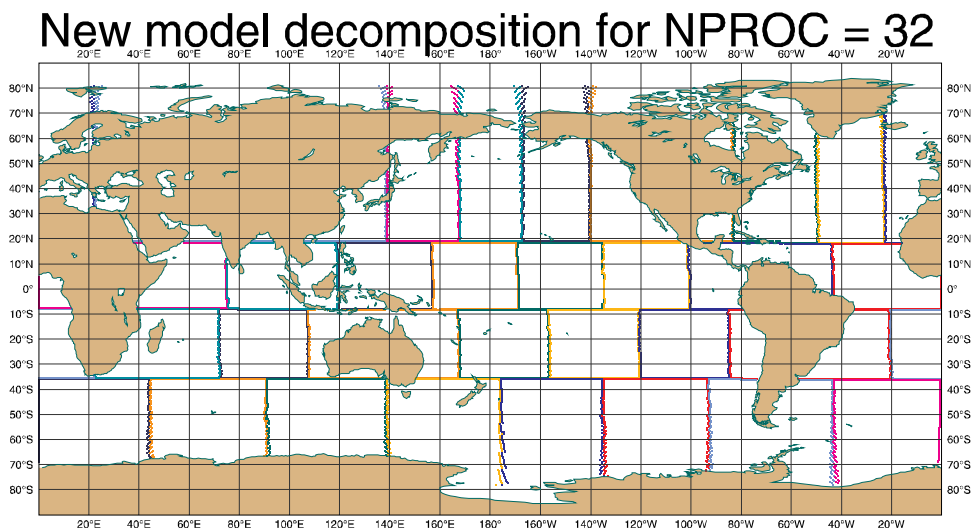 New model decomposition for NPROC = 32
20°E 40°E 60°E 80°E 100°E 120°E 140°E 160°E 180° 160°W 140°W 120°W 100°W 80°W 60°W 40°W 20°W
80°N 80°N
70°N 70°N
60°N 60°N
50°N 50°N
40°N 40°N
30°N 30°N
20°N 20°N
10°N 10°N
0° 0°
10°S 10°S
20°S 20°S
30°S 30°S
40°S 40°S
50°S 50°S
60°S 60°S
70°S 70°S
80°S 80°S
20°E 40°E 60°E 80°E 100°E 120°E 140°E 160°E 180° 160°W 140°W 120°W 100°W 80°W 60°W 40°W 20°W